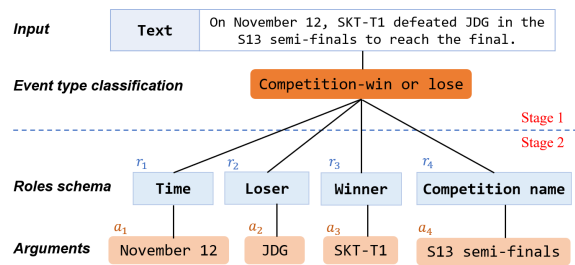 Input
Text
On November 12, SKT-T1 defeated JDG in the
S13 semi-finals to reach the final.
Event type classification
Competition-win or lose
Stage 1
Stage 2
r1 r2 r3 r4
Roles schema Time Loser Winner Competition name
a1 a2 a3 a4
Arguments November 12 JDG SKT-T1 S13 semi-finals